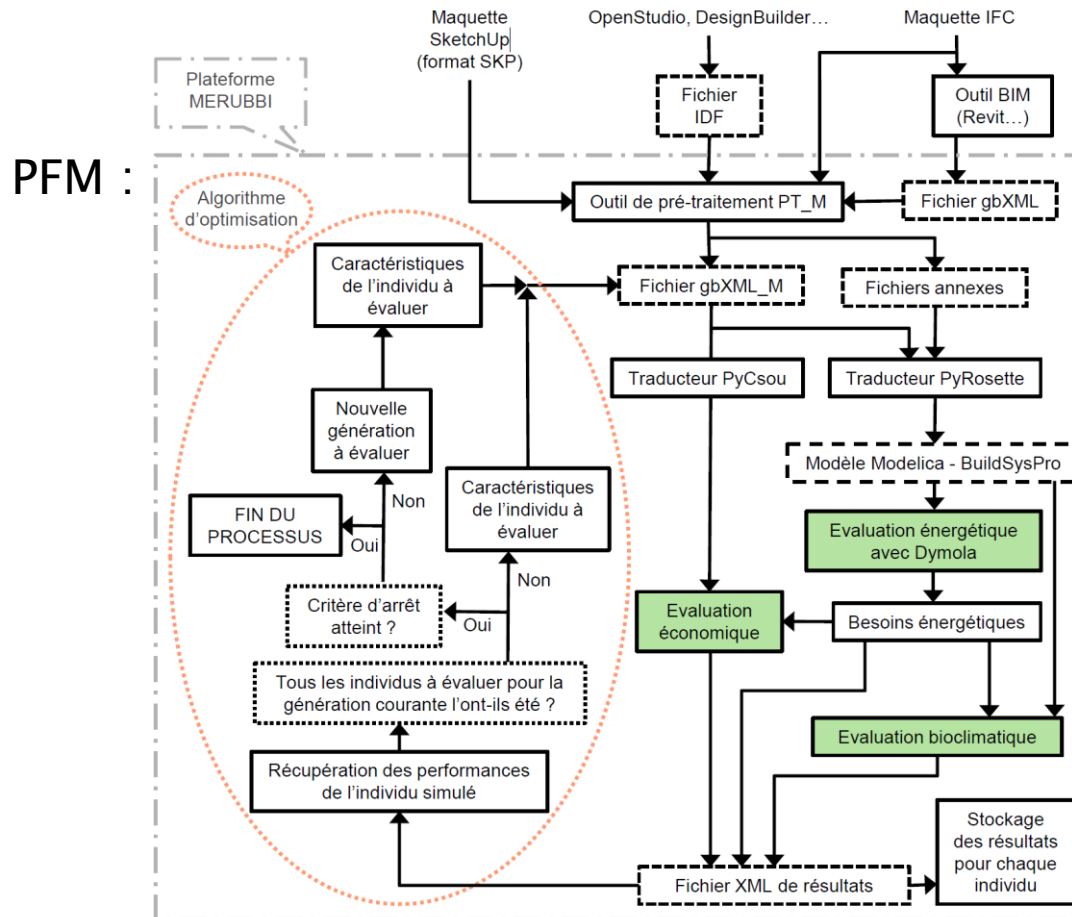 Maquette
SketchUp
(format SKP)
OpenStudio, DesignBuilder…
Maquette IFC
Plateforme
MERUBBI
Fichier
IDF
Outil BIM
(Revit…)
PFM :
Algorithme
d'optimisation
Outil de pré-traitement PT_M
Fichier gbXML
Caractéristiques
de l'individu à
évaluer
Fichier gbXML_M
Fichiers annexes
Traducteur PyCsou
Traducteur PyRosette
Nouvelle
génération
à évaluer
Modèle Modelica - BuildSysPro
Caractéristiques
de l'individu à
évaluer
Non
FIN DU
PROCESSUS
Oui
Evaluation énergétique
avec Dymola
Non
Critère d'arrêt
atteint ?
Oui
Evaluation
économique
Besoins énergétiques
Tous les individus à évaluer pour la
génération courante l'ont-ils été ?
Evaluation bioclimatique
Récupération des performances
de l'individu simulé
Stockage
des résultats
pour chaque
individu
Fichier XML de résultats